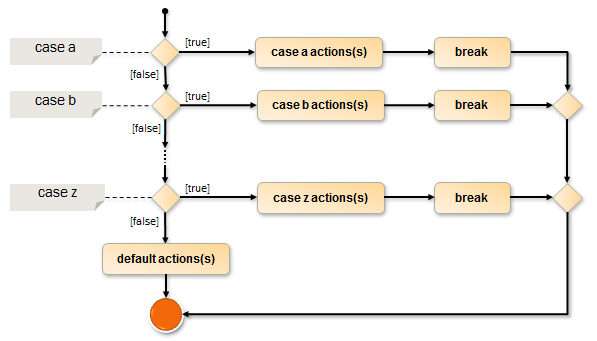 case a
[true]
case a actions(s)
break
[false]
case b
[true]
case b actions(s)
break
[false]
case z
[true]
case z actions(s)
break
[false]
default actions(s)